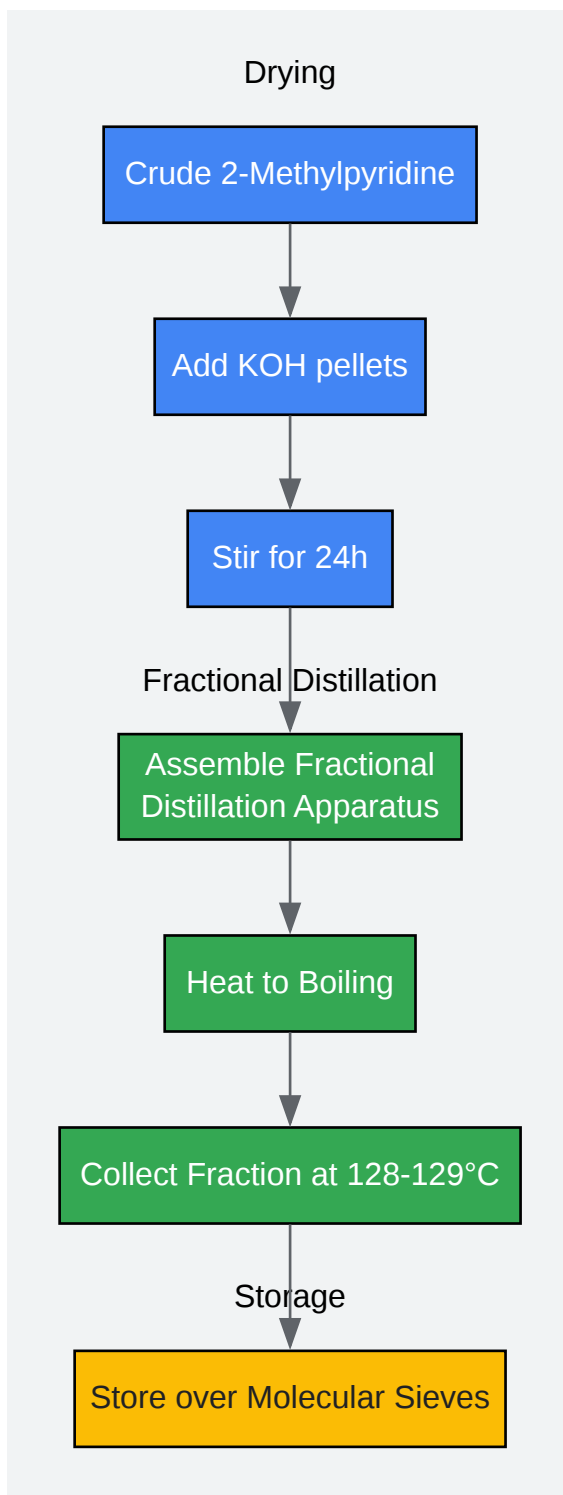 Drying
Crude 2-Methylpyridine
Add KOH pellets
Stir for 24h
Fractional Distillation
Assemble Fractional
Distillation Apparatus
Heat to Boiling
Collect Fraction at 128-129°C
Storage
Store over Molecular Sieves